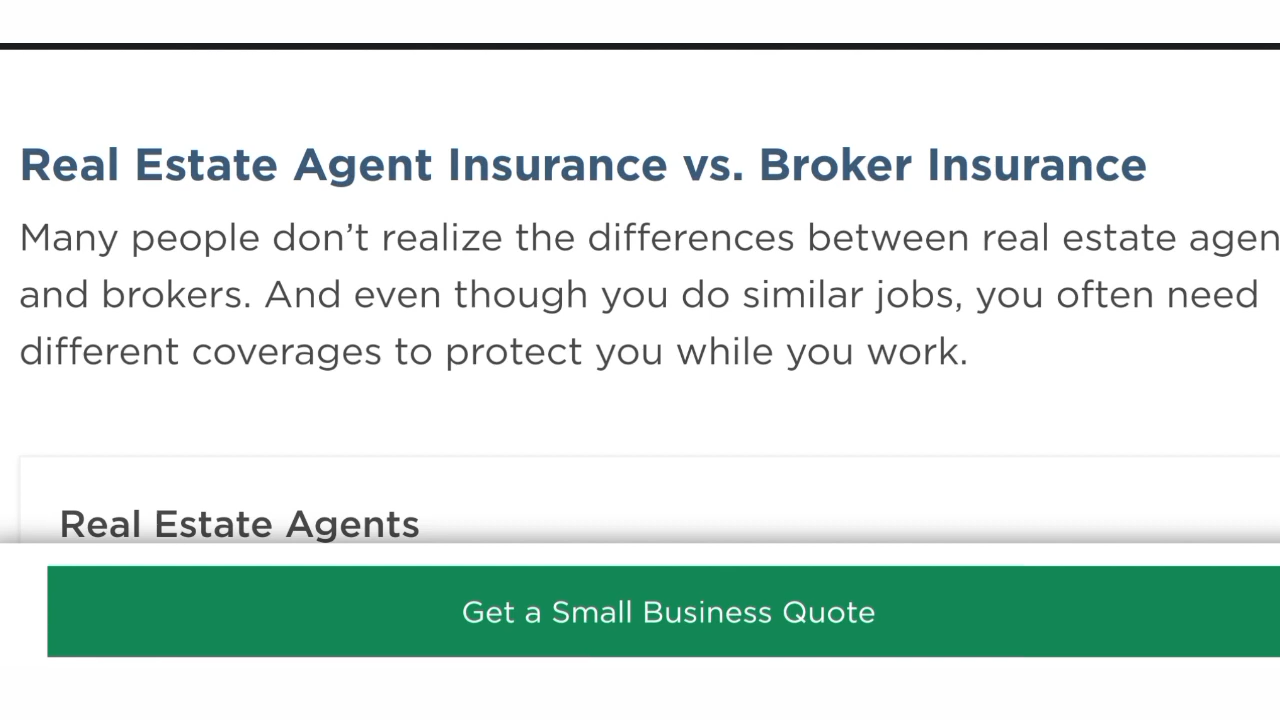 Real Estate Agent Insurance vs. Broker Insurance
Many people don’t realize the differences between real estate agen
and brokers. And even though you do similar jobs, you often need
different coverages to protect you while you work.
Real Estate Agents
Get a Small Business Quote